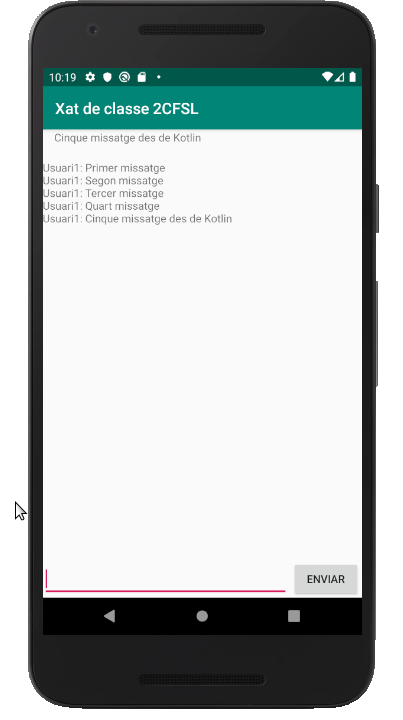 10:19
Xat de classe 2CFSL
Cinque missatge des de Kotlin
Usuari1: Primer missatge
Usuari1: Segon missatge
Usuari1: Tercer missatge
Usuari1: Quart missatge
Usuari1: Cinque missatge des de Kotlin
ENVIAR